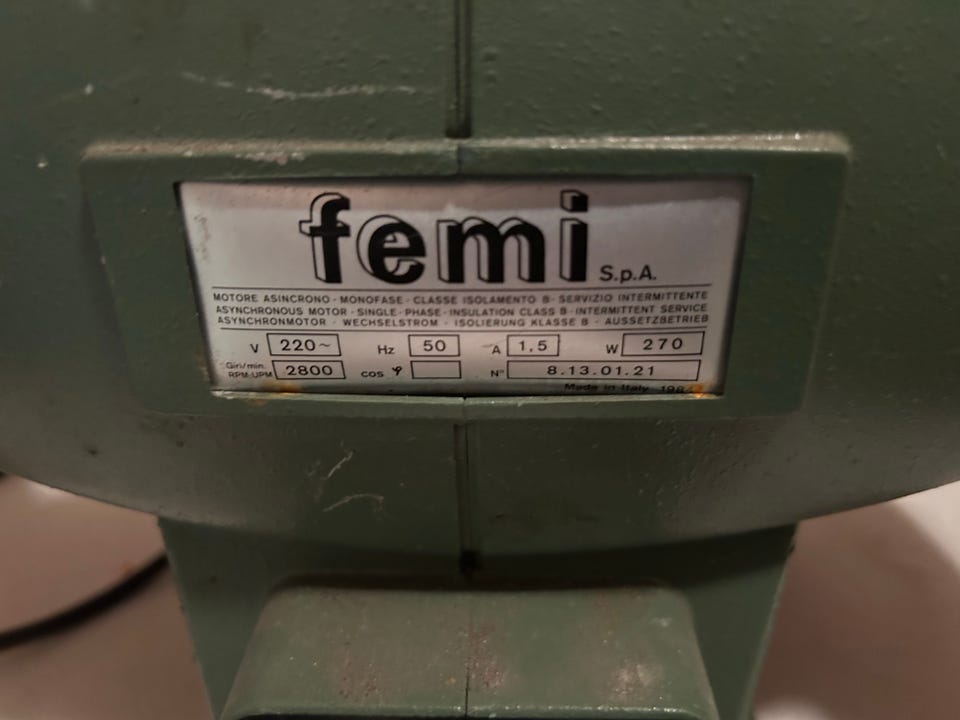 femi S.p.A.
MOTORE ASINCRONO - MONOFASE - CLASSE ISOLAMENTO B - SERVIZIO INTERMITTENTE
ASYNCHRONOUS MOTOR - SINGLE - PHASE - INSULATION CLASS B - INTERMITTENT SERVICE
ASYNCHRONMOTOR - WECHSELSTROM - ISOLIERUNG KLASSE B - AUSSETZBETRIEB
V 220~ Hz 50 A 1,5 W 270
Giri/min.
RPM:UPM 2800 cos φ N° 8.13.01.21
Made in Italy